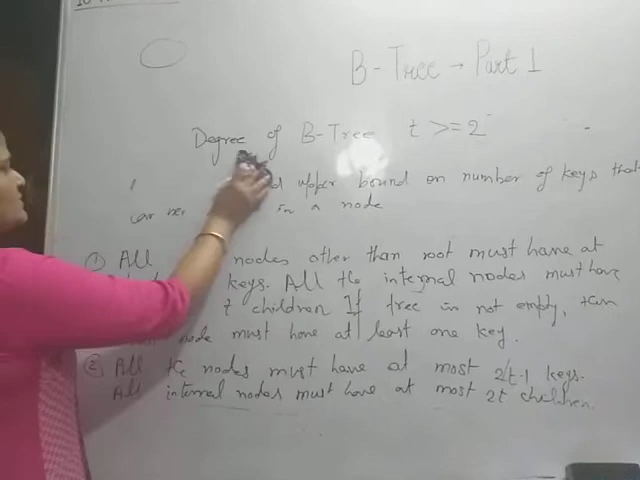 B-Tree - Part 1
Degree of B-Tree t >= 2
upper bound on number of keys that
in a node
① All nodes other than root must have at
keys. All the internal nodes must have
t children If tree is not empty, then
node must have at least one key.
② All the nodes must have at most 2t-1 keys.
All internal nodes must have at most 2t children.